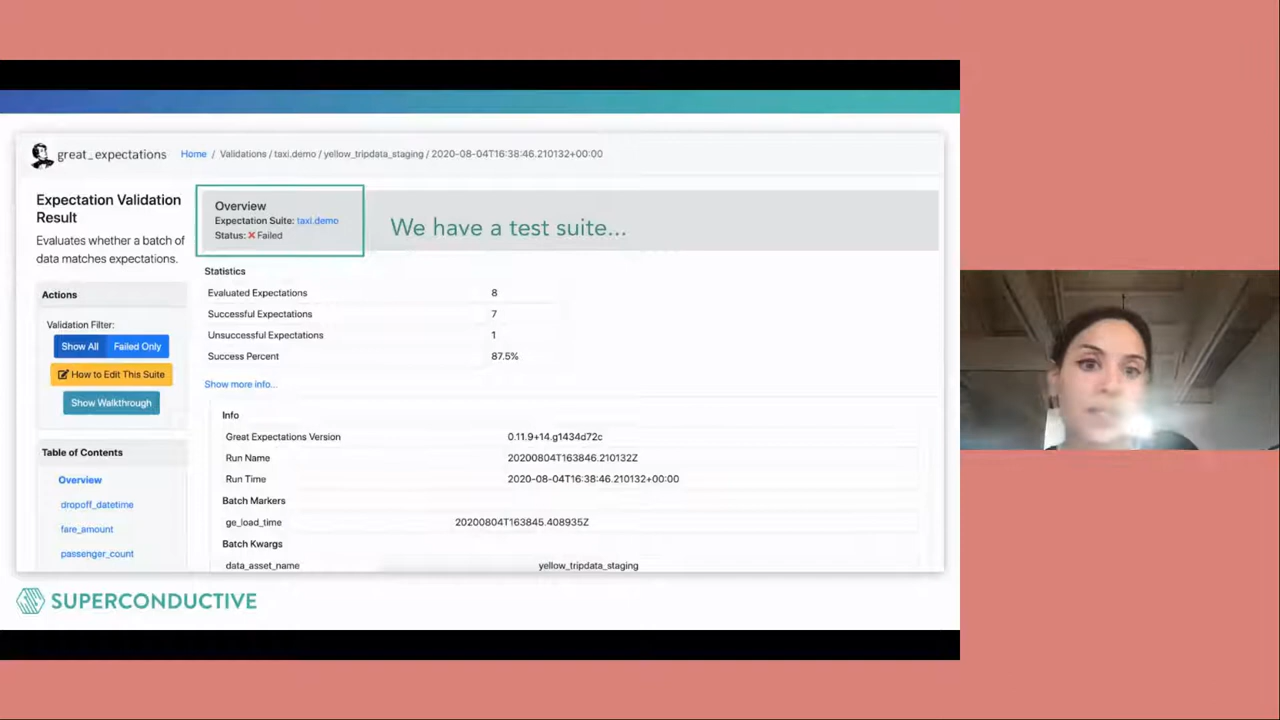 great_expectations
Home / Validations / taxi.demo / yellow_tripdata_staging / 2020-08-04T16:38:46.210132+00:00
Expectation Validation
Result
Evaluates whether a batch of
data matches expectations.
Actions
Validation Filter:
Show All Failed Only
How to Edit This Suite
Show Walkthrough
Table of Contents
Overview
dropoff_datetime
fare_amount
passenger_count
Overview
Expectation Suite: taxi.demo
Status: ✕ Failed
We have a test suite...
Statistics
Evaluated Expectations 8
Successful Expectations 7
Unsuccessful Expectations 1
Success Percent 87.5%
Show more info...
Info
Great Expectations Version 0.11.9+14.g1434d72c
Run Name 20200804T163846.210132Z
Run Time 2020-08-04T16:38:46.210132+00:00
Batch Markers
ge_load_time 20200804T163845.408935Z
Batch Kwargs
data_asset_name yellow_tripdata_staging
SUPERCONDUCTIVE